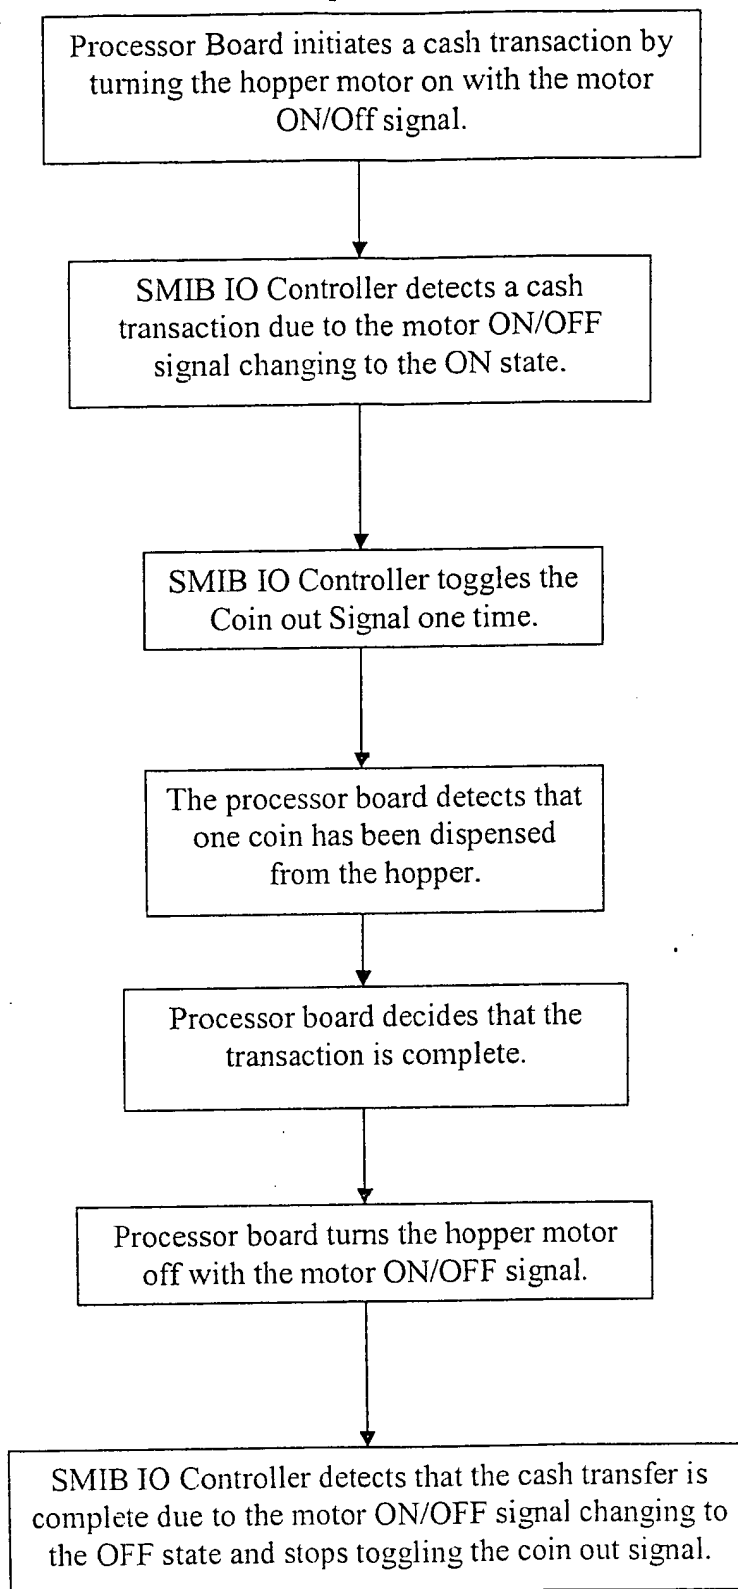 Processor Board initiates a cash transaction by
turning the hopper motor on with the motor
ON/Off signal.
SMIB IO Controller detects a cash
transaction due to the motor ON/OFF
signal changing to the ON state.
SMIB IO Controller toggles the
Coin out Signal one time.
The processor board detects that
one coin has been dispensed
from the hopper.
Processor board decides that the
transaction is complete.
Processor board turns the hopper motor
off with the motor ON/OFF signal.
SMIB IO Controller detects that the cash transfer is
complete due to the motor ON/OFF signal changing to
the OFF state and stops toggling the coin out signal.